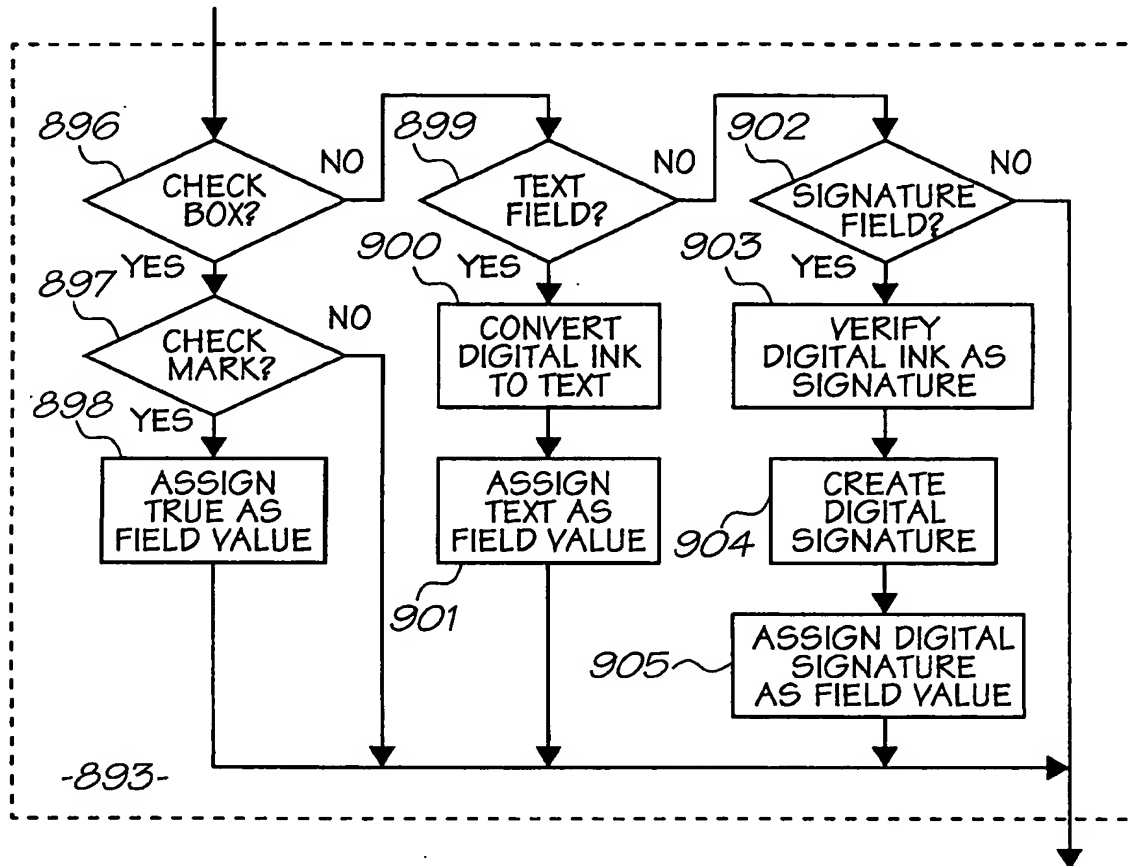 896
CHECK
BOX?
NO
YES
899
TEXT
FIELD?
NO
YES
902
SIGNATURE
FIELD?
NO
YES
897
CHECK
MARK?
NO
YES
898
ASSIGN
TRUE AS
FIELD VALUE
900
CONVERT
DIGITAL INK
TO TEXT
ASSIGN
TEXT AS
FIELD VALUE
901
903
VERIFY
DIGITAL INK AS
SIGNATURE
CREATE
DIGITAL
SIGNATURE
904
ASSIGN DIGITAL
SIGNATURE
AS FIELD VALUE
905
-893-